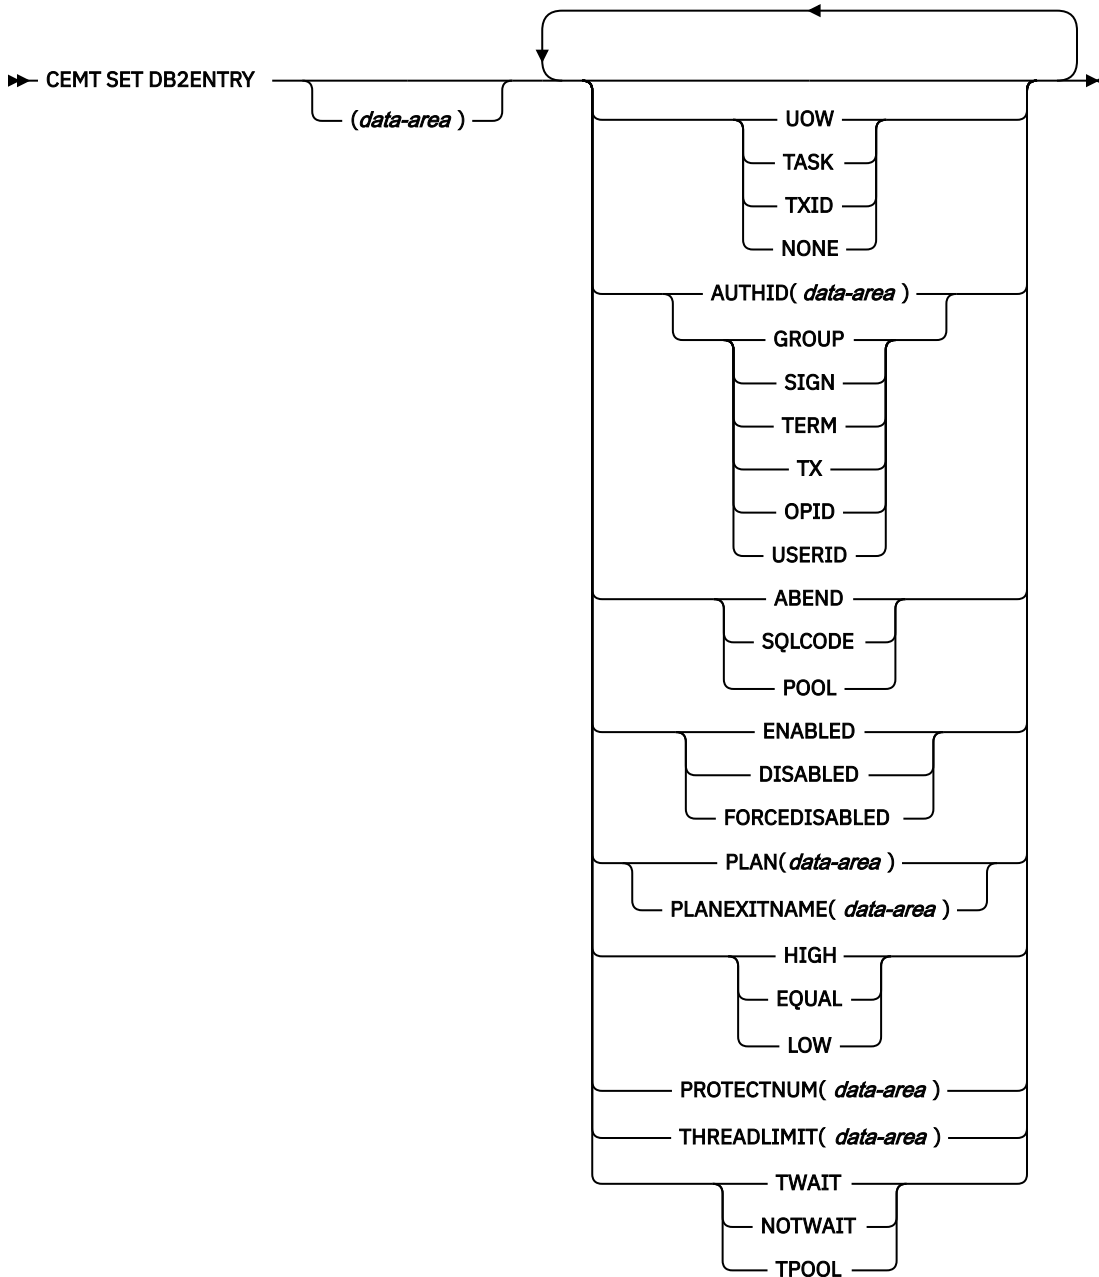 CEMT SET DB2ENTRY
(data-area )
UOW
TASK
TXID
NONE
AUTHID( data-area )
GROUP
SIGN
TERM
TX
OPID
USERID
ABEND
SQLCODE
POOL
ENABLED
DISABLED
FORCEDISABLED
PLAN(data-area )
PLANEXITNAME( data-area )
HIGH
EQUAL
LOW
PROTECTNUM( data-area )
THREADLIMIT( data-area )
TWAIT
NOTWAIT
TPOOL